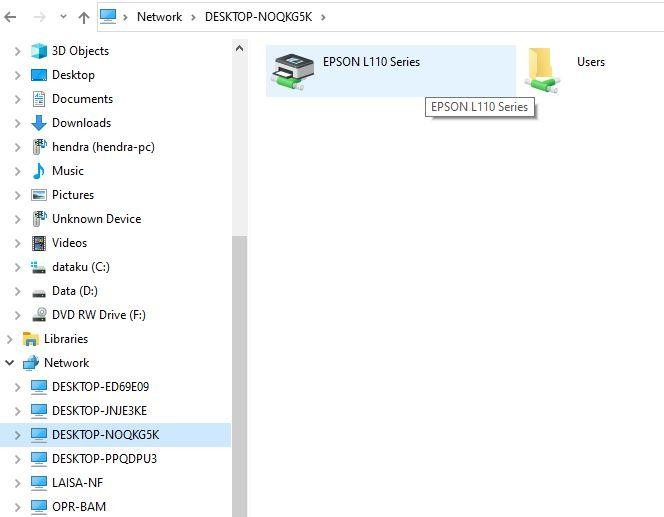 Network
DESKTOP-NOQKG5K
3D Objects
Desktop
Documents
Downloads
hendra (hendra-pc)
Music
Pictures
Unknown Device
Videos
dataku (C:)
Data (D:)
DVD RW Drive (F:)
Libraries
Network
DESKTOP-ED69E09
DESKTOP-JNJE3KE
DESKTOP-NOQKG5K
DESKTOP-PPQDPU3
LAISA-NF
OPR-BAM
EPSON L110 Series
Users
EPSON L110 Series